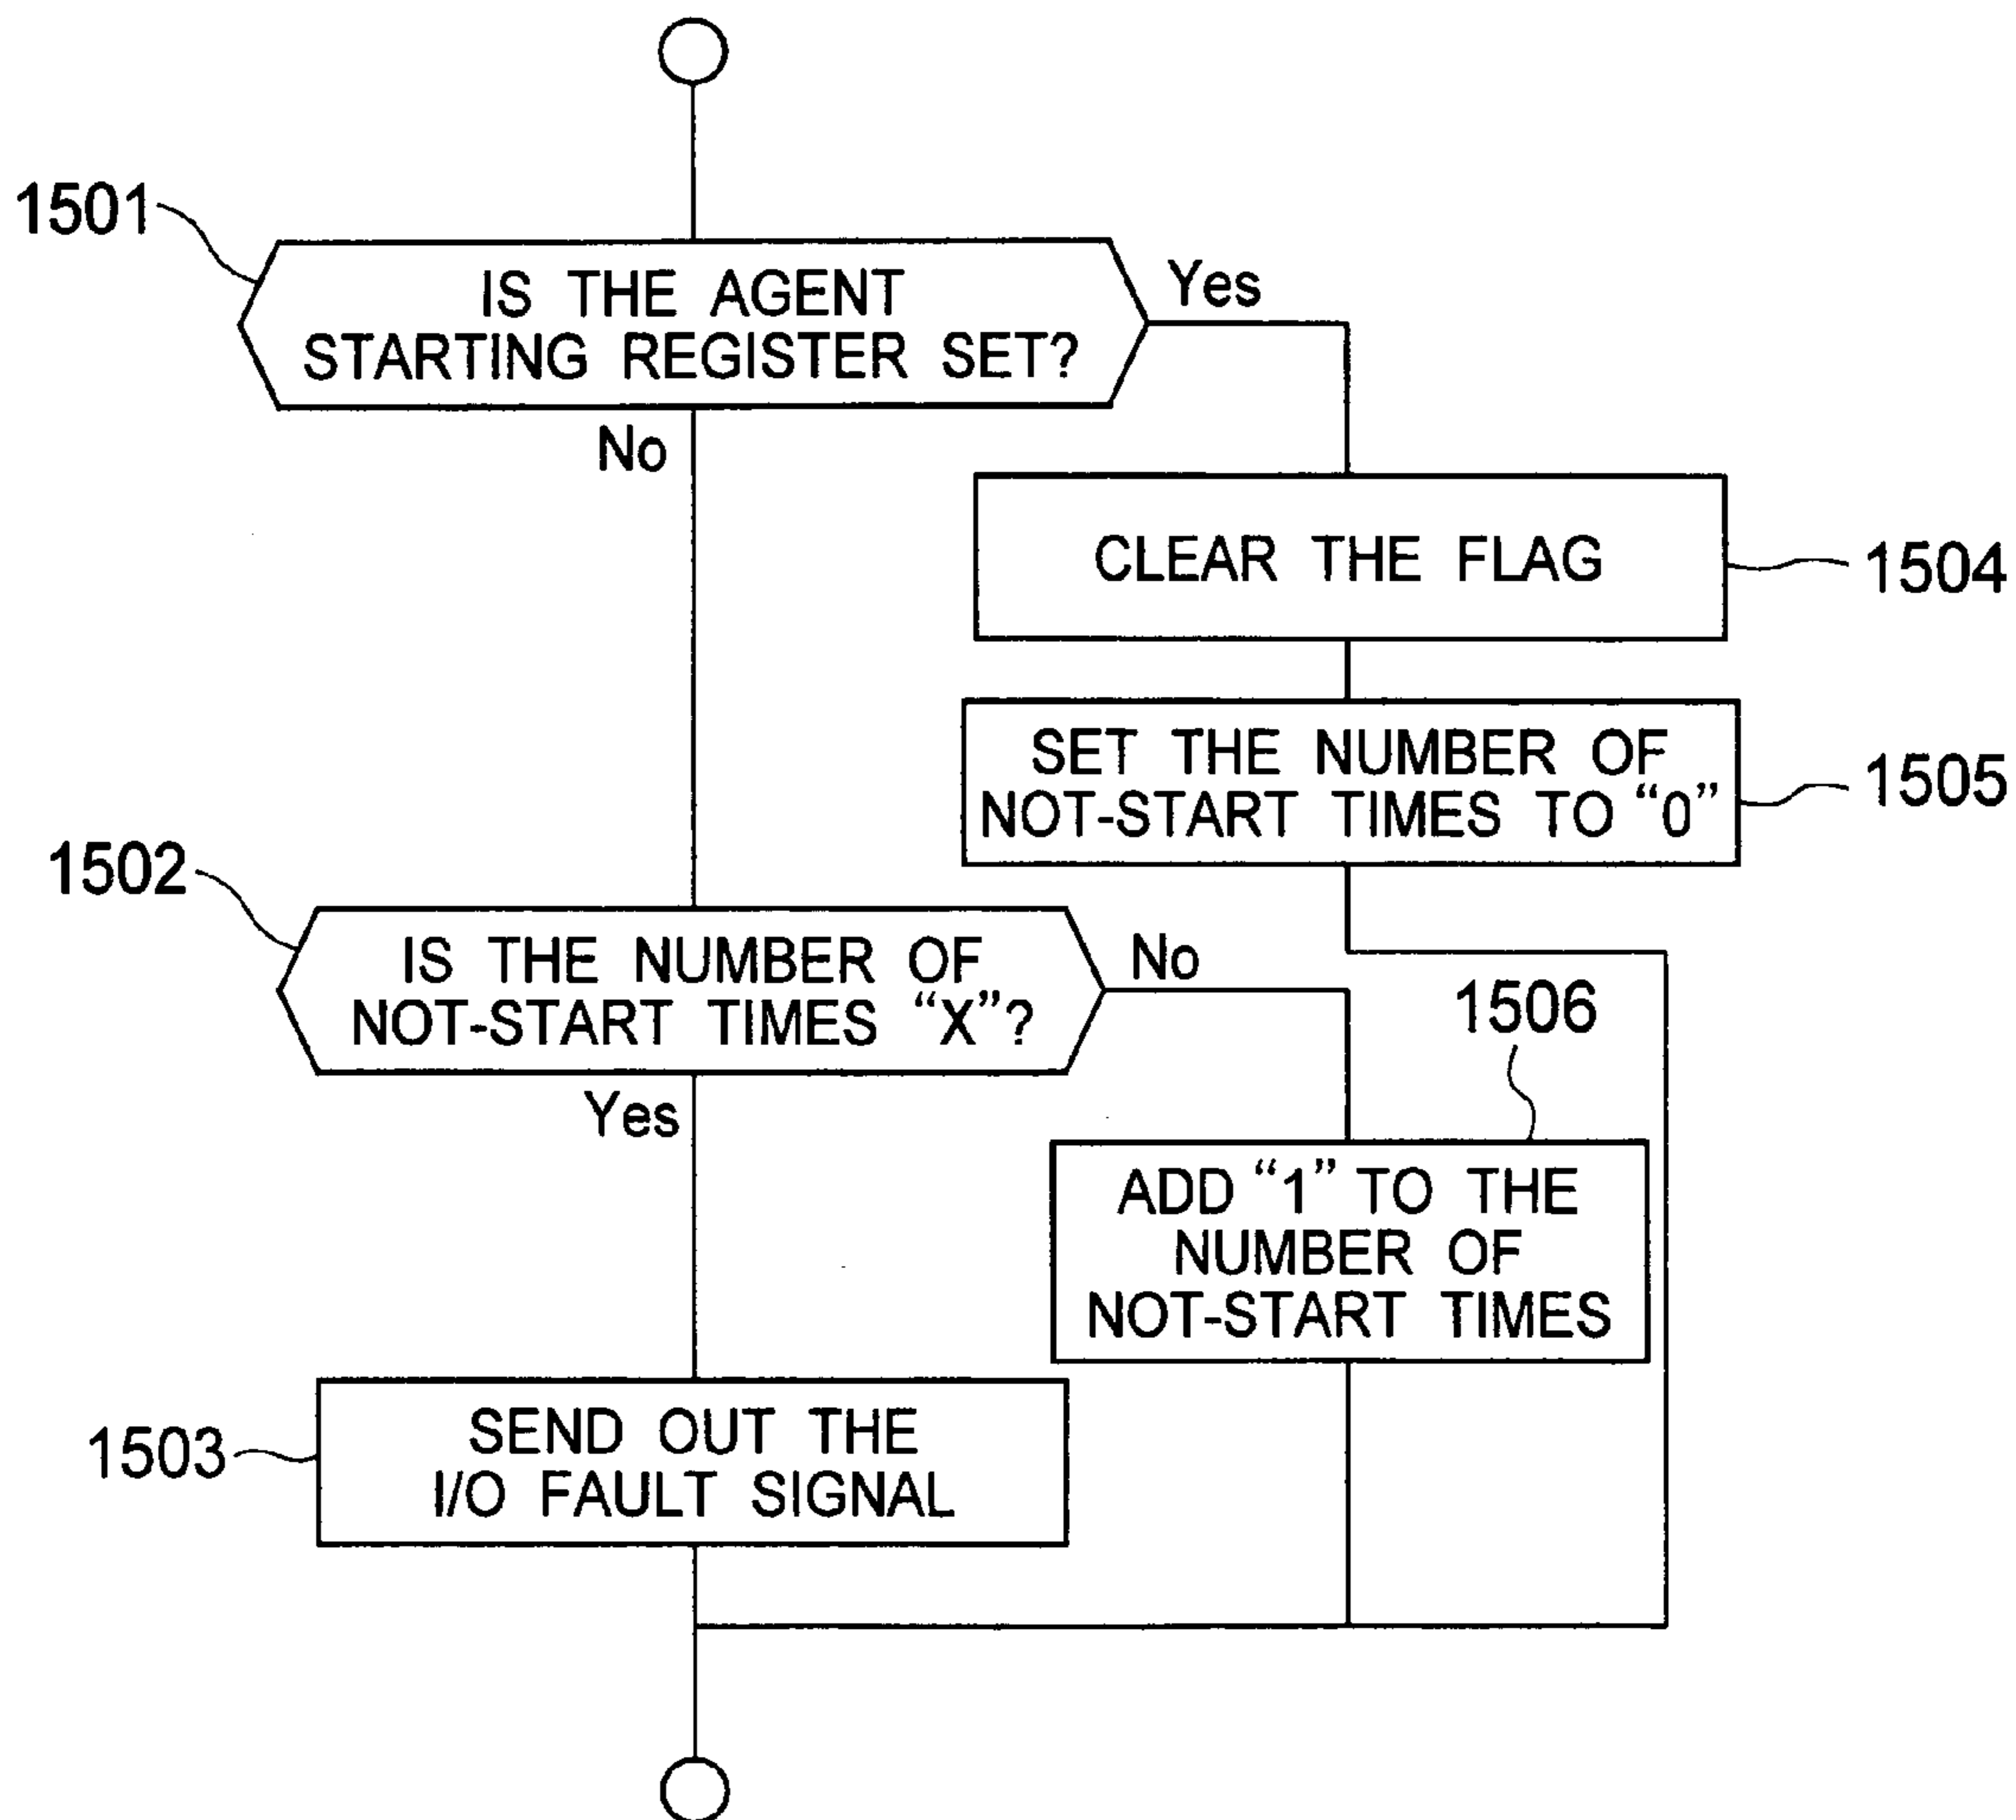 1501
IS THE AGENT
STARTING REGISTER SET?
Yes
No
CLEAR THE FLAG
1504
SET THE NUMBER OF
NOT-START TIMES TO “0”
1505
1502
IS THE NUMBER OF
NOT-START TIMES “X”?
No
Yes
1506
ADD “1” TO THE
NUMBER OF
NOT-START TIMES
1503
SEND OUT THE
I/O FAULT SIGNAL